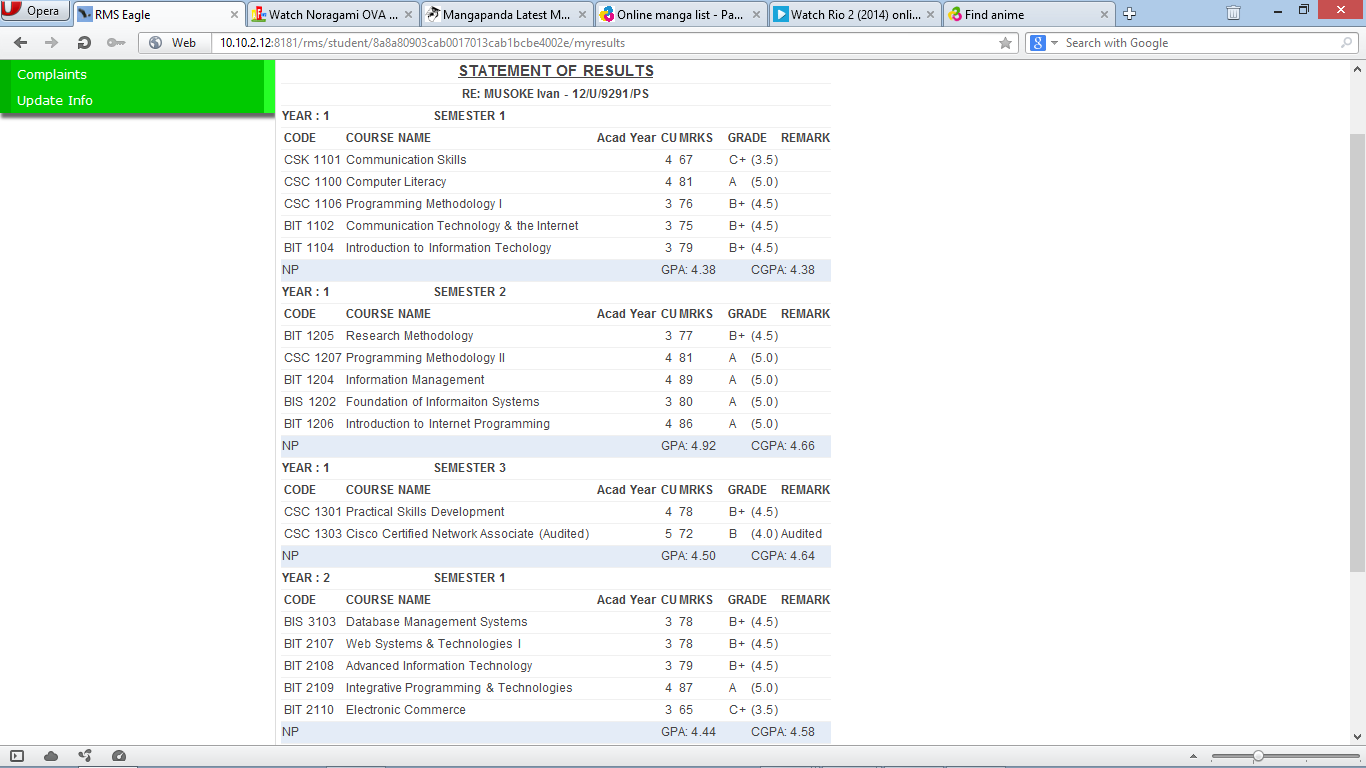 Opera
RMS Eagle
Watch Noragami OVA ...
Mangapanda Latest M...
Online manga list - Pa...
Watch Rio 2 (2014) onli...
Find anime
Web
10.10.2.12:8181/rms/student/8a8a80903cab0017013cab1bcbe4002e/myresults
Search with Google
Complaints
Update Info
STATEMENT OF RESULTS
RE: MUSOKE Ivan - 12/U/9291/PS
YEAR : 1 SEMESTER 1
CODE COURSE NAME Acad Year CU MRKS GRADE REMARK
CSK 1101 Communication Skills 4 67 C+ (3.5)
CSC 1100 Computer Literacy 4 81 A (5.0)
CSC 1106 Programming Methodology I 3 76 B+ (4.5)
BIT 1102 Communication Technology & the Internet 3 75 B+ (4.5)
BIT 1104 Introduction to Information Techology 3 79 B+ (4.5)
NP GPA: 4.38 CGPA: 4.38
YEAR : 1 SEMESTER 2
CODE COURSE NAME Acad Year CU MRKS GRADE REMARK
BIT 1205 Research Methodology 3 77 B+ (4.5)
CSC 1207 Programming Methodology II 4 81 A (5.0)
BIT 1204 Information Management 4 89 A (5.0)
BIS 1202 Foundation of Informaiton Systems 3 80 A (5.0)
BIT 1206 Introduction to Internet Programming 4 86 A (5.0)
NP GPA: 4.92 CGPA: 4.66
YEAR : 1 SEMESTER 3
CODE COURSE NAME Acad Year CU MRKS GRADE REMARK
CSC 1301 Practical Skills Development 4 78 B+ (4.5)
CSC 1303 Cisco Certified Network Associate (Audited) 5 72 B (4.0) Audited
NP GPA: 4.50 CGPA: 4.64
YEAR : 2 SEMESTER 1
CODE COURSE NAME Acad Year CU MRKS GRADE REMARK
BIS 3103 Database Management Systems 3 78 B+ (4.5)
BIT 2107 Web Systems & Technologies I 3 78 B+ (4.5)
BIT 2108 Advanced Information Technology 3 79 B+ (4.5)
BIT 2109 Integrative Programming & Technologies 4 87 A (5.0)
BIT 2110 Electronic Commerce 3 65 C+ (3.5)
NP GPA: 4.44 CGPA: 4.58